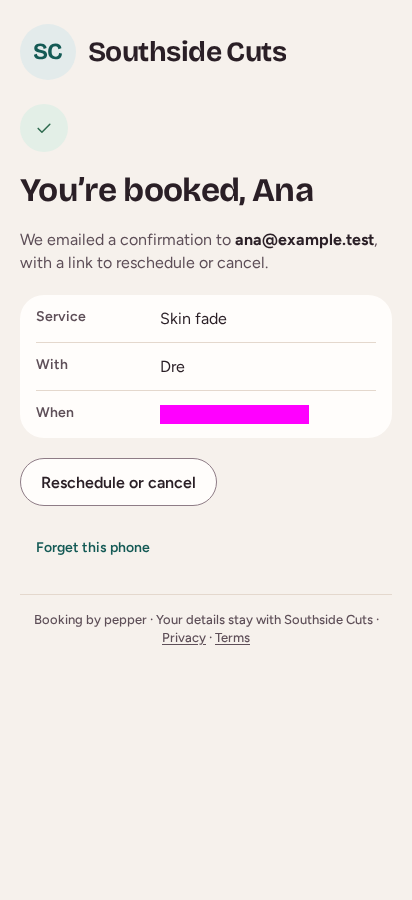 SC
Southside Cuts
You’re booked, Ana
We emailed a confirmation to ana@example.test,
with a link to reschedule or cancel.
Service
Skin fade
With
Dre
When
Reschedule or cancel
Forget this phone
Booking by pepper · Your details stay with Southside Cuts ·
Privacy · Terms